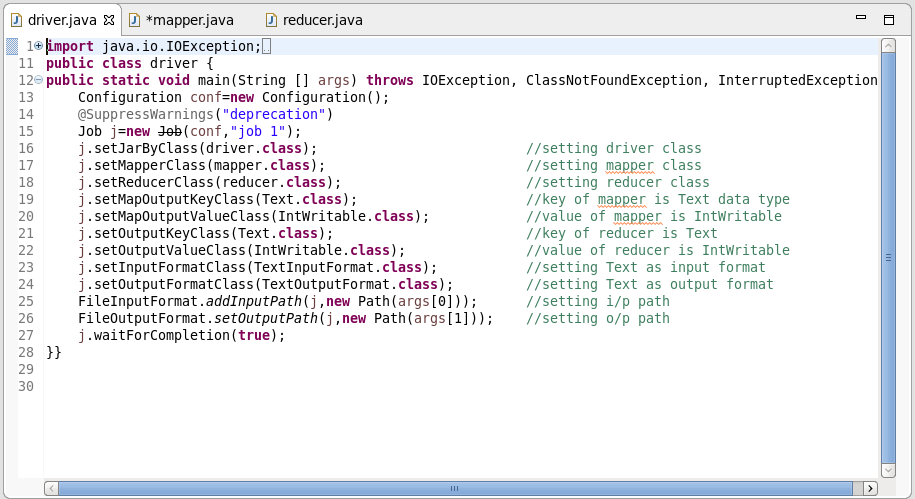 driver.java *mapper.java reducer.java
1 import java.io.IOException;
11 public class driver {
12 public static void main(String [] args) throws IOException, ClassNotFoundException, InterruptedException
13 Configuration conf=new Configuration();
14 @SuppressWarnings("deprecation")
15 Job j=new Job(conf,"job 1");
16 j.setJarByClass(driver.class); //setting driver class
17 j.setMapperClass(mapper.class); //setting mapper class
18 j.setReducerClass(reducer.class); //setting reducer class
19 j.setMapOutputKeyClass(Text.class); //key of mapper is Text data type
20 j.setMapOutputValueClass(IntWritable.class); //value of mapper is IntWritable
21 j.setOutputKeyClass(Text.class); //key of reducer is Text
22 j.setOutputValueClass(IntWritable.class); //value of reducer is IntWritable
23 j.setInputFormatClass(TextInputFormat.class); //setting Text as input format
24 j.setOutputFormatClass(TextOutputFormat.class); //setting Text as output format
25 FileInputFormat.addInputPath(j,new Path(args[0])); //setting i/p path
26 FileOutputFormat.setOutputPath(j,new Path(args[1])); //setting o/p path
27 j.waitForCompletion(true);
28 }}
29
30